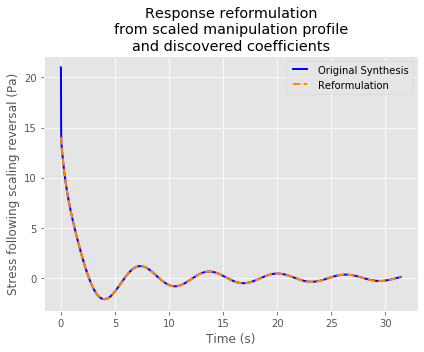 Response reformulation
from scaled manipulation profile
and discovered coefficients
Original Synthesis
Reformulation
Stress following scaling reversal (Pa)
20
15
10
5
0
0 5 10 15 20 25 30
Time (s)